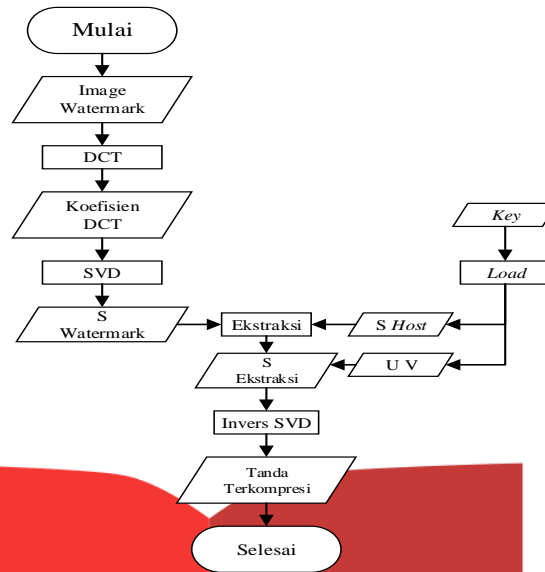 Mulai
Image
Watermark
DCT
Koefisien
DCT
Key
SVD
Load
S
Watermark
Ekstraksi
S Host
S
Ekstraksi
U V
Invers SVD
Tanda
Terkompresi
Selesai